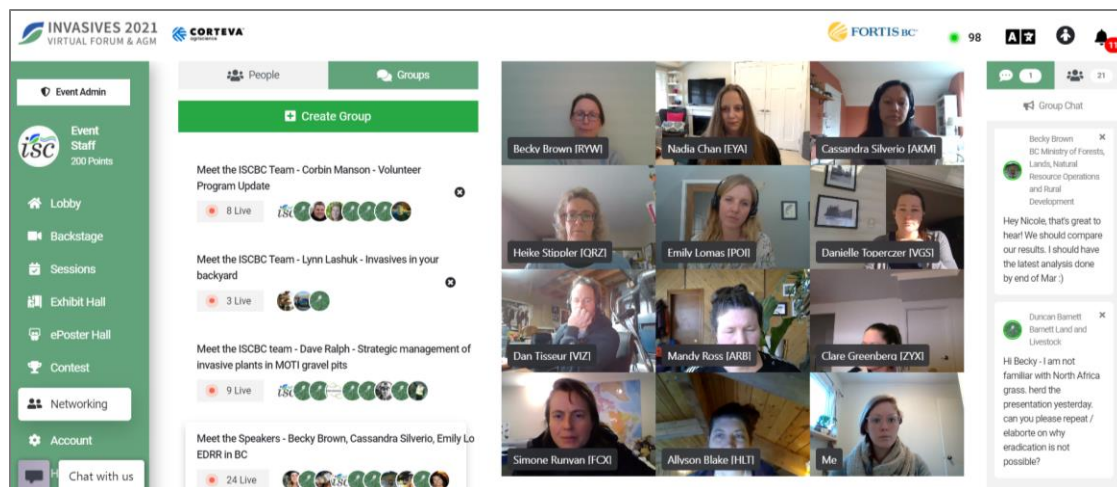 INVASIVES 2021
VIRTUAL FORUM & AGM
CORTEVA
agriscience
FORTIS BC
98
11
Event Admin
isc
Event
Staff
200 Points
Lobby
Backstage
Sessions
Exhibit Hall
ePoster Hall
Contest
Networking
Account
H
Chat with us
People
Groups
Create Group
Meet the ISCBC Team - Corbin Manson - Volunteer
Program Update
8 Live
isc
Meet the ISCBC Team - Lynn Lashuk - Invasives in your
backyard
3 Live
Meet the ISCBC team - Dave Ralph - Strategic management of
invasive plants in MOTI gravel pits
9 Live
isc
Meet the Speakers - Becky Brown, Cassandra Silverio, Emily Lo
EDRR in BC
24 Live
isc
Becky Brown [RYW]
Nadia Chan [EYA]
Cassandra Silverio [AKM]
Heike Stippler [QRZ]
Emily Lomas [POI]
Danielle Toperczer [VGS]
Dan Tisseur [VIZ]
Mandy Ross [ARB]
Clare Greenberg [ZYX]
Simone Runyan [FCX]
Allyson Blake [HLT]
Me
1
21
Group Chat
Becky Brown
BC Ministry of Forests,
Lands, Natural
Resource Operations
and Rural
Development
Hey Nicole, that's great to
hear! We should compare
our results. I should have
the latest analysis done
by end of Mar :)
Duncan Barnett
Barnett Land and
Livestock
Hi Becky - I am not
familiar with North Africa
grass. herd the
presentation yesterday.
can you please repeat /
elaborte on why
eradication is not
possible?